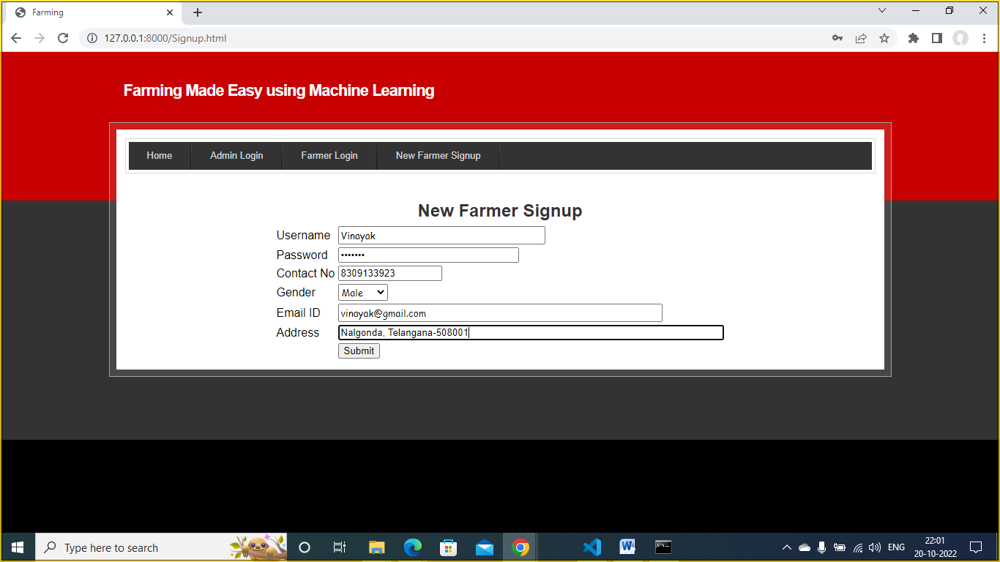 Farming
127.0.0.1:8000/Signup.html
Farming Made Easy using Machine Learning
Home Admin Login Farmer Login New Farmer Signup
New Farmer Signup
Username Vinayak
Password •••••••
Contact No 8309133923
Gender Male
Email ID vinayak@gmail.com
Address Nalgonda, Telangana-508001
Submit
Type here to search
ENG
22:01
20-10-2022